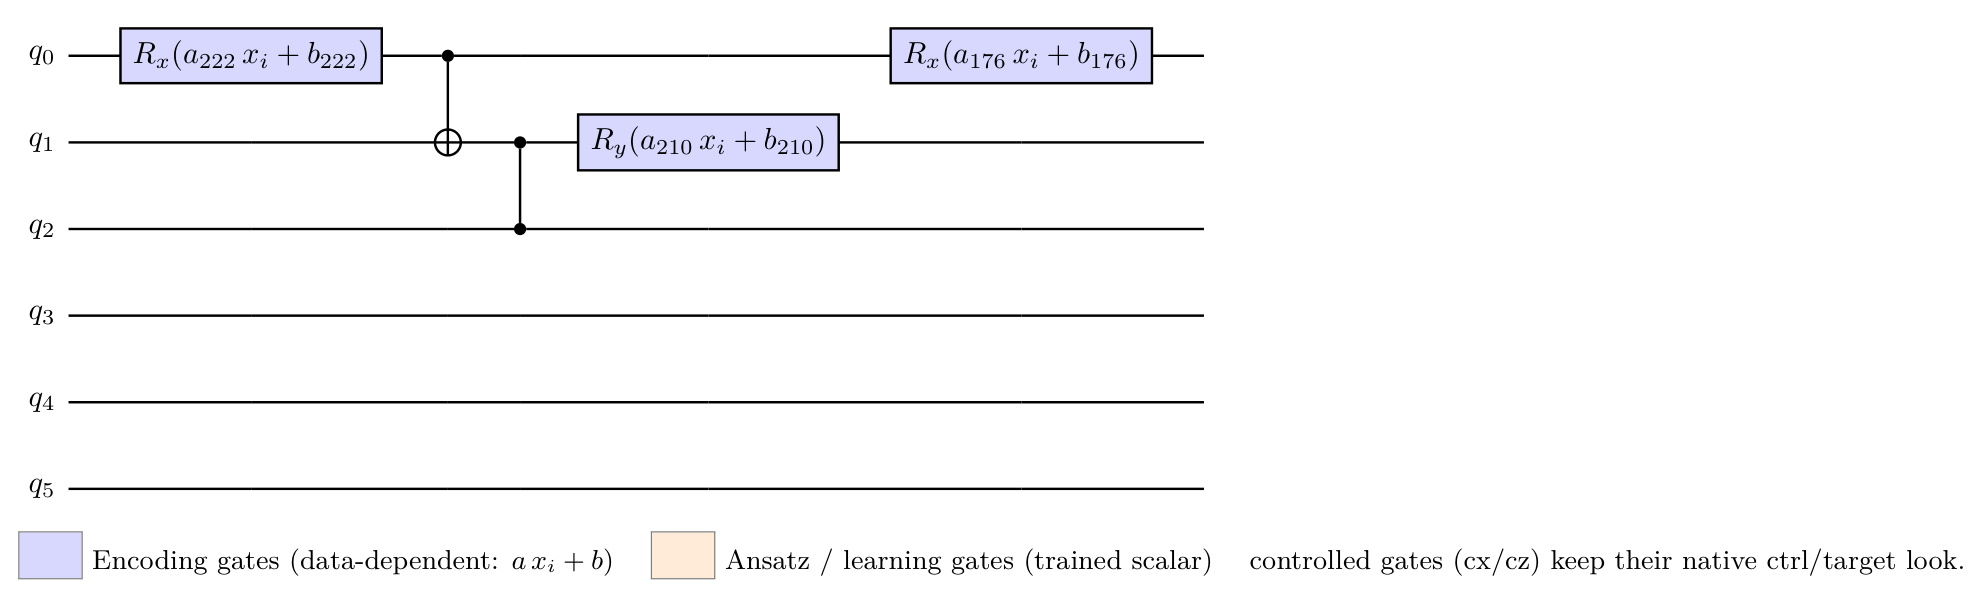 q₀ Rₓ(a₂₂₂ xᵢ + b₂₂₂) Rₓ(a₁₇₆ xᵢ + b₁₇₆)
q₁ R_y(a₂₁₀ xᵢ + b₂₁₀)
q₂
q₃
q₄
q₅
Encoding gates (data-dependent: a xᵢ + b) Ansatz / learning gates (trained scalar) controlled gates (cx/cz) keep their native ctrl/target look.